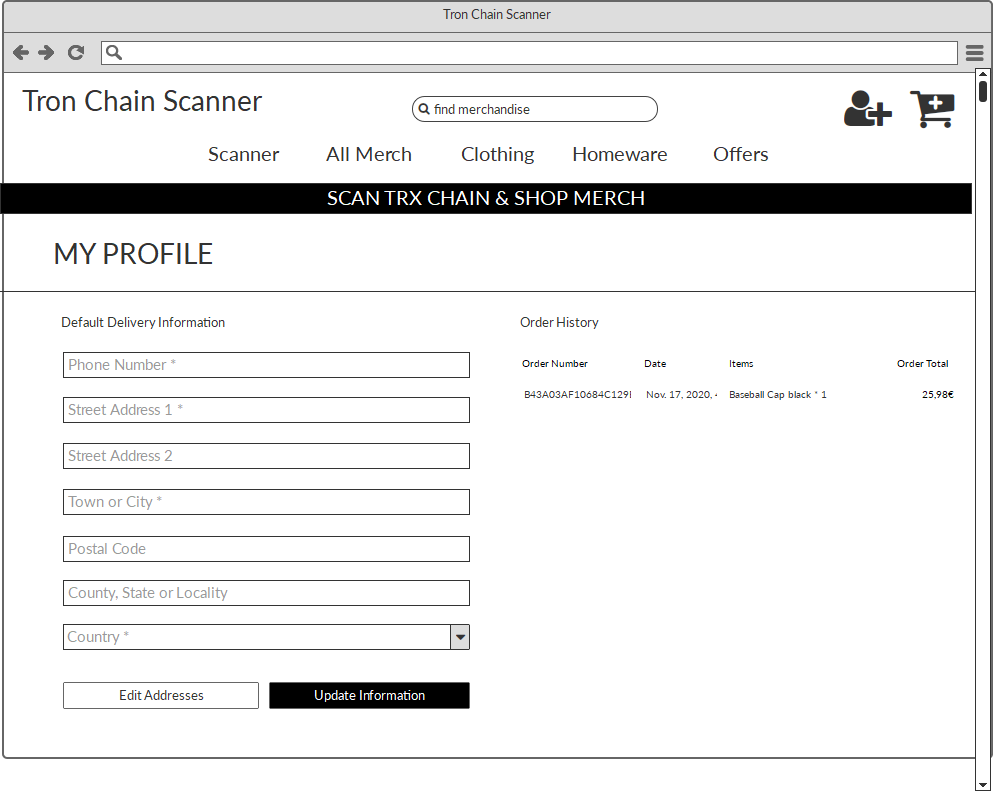 Tron Chain Scanner
Tron Chain Scanner
find merchandise
Scanner All Merch Clothing Homeware Offers
SCAN TRX CHAIN & SHOP MERCH
MY PROFILE
Default Delivery Information
Phone Number *
Street Address 1 *
Street Address 2
Town or City *
Postal Code
County, State or Locality
Country *
Edit Addresses Update Information
Order History
Order Number Date Items Order Total
B43A03AF10684C129 Nov. 17, 2020, Baseball Cap black * 1 25,98€